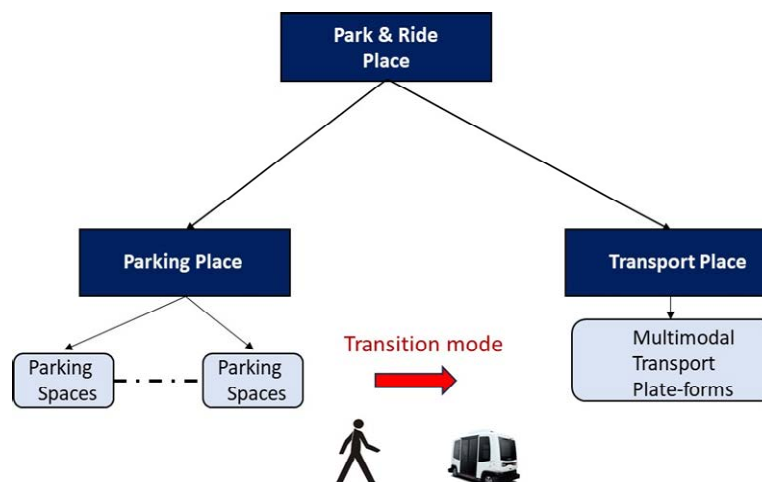 Park & Ride
Place
Parking Place
Transport Place
Parking
Spaces
Parking
Spaces
Transition mode
Multimodal
Transport
Plate-forms